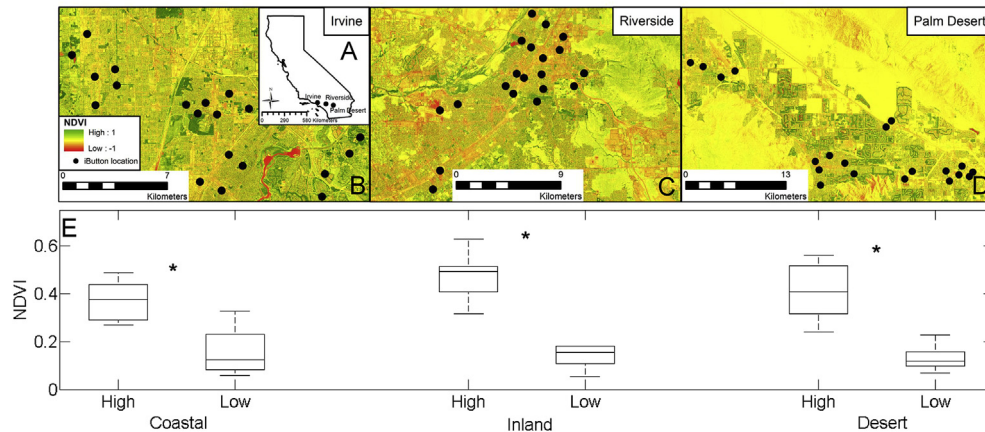 Irvine
A
Irvine Riverside
Palm Desert
N
0 290 580
Kilometers
NDVI
High : 1
Low : -1
iButton location
0 7
Kilometers
B
Riverside
0 9
Kilometers
C
Palm Desert
0 13
Kilometers
D
E
NDVI
0.6
0.4
0.2
0
* * *
High Low High Low High Low
Coastal Inland Desert